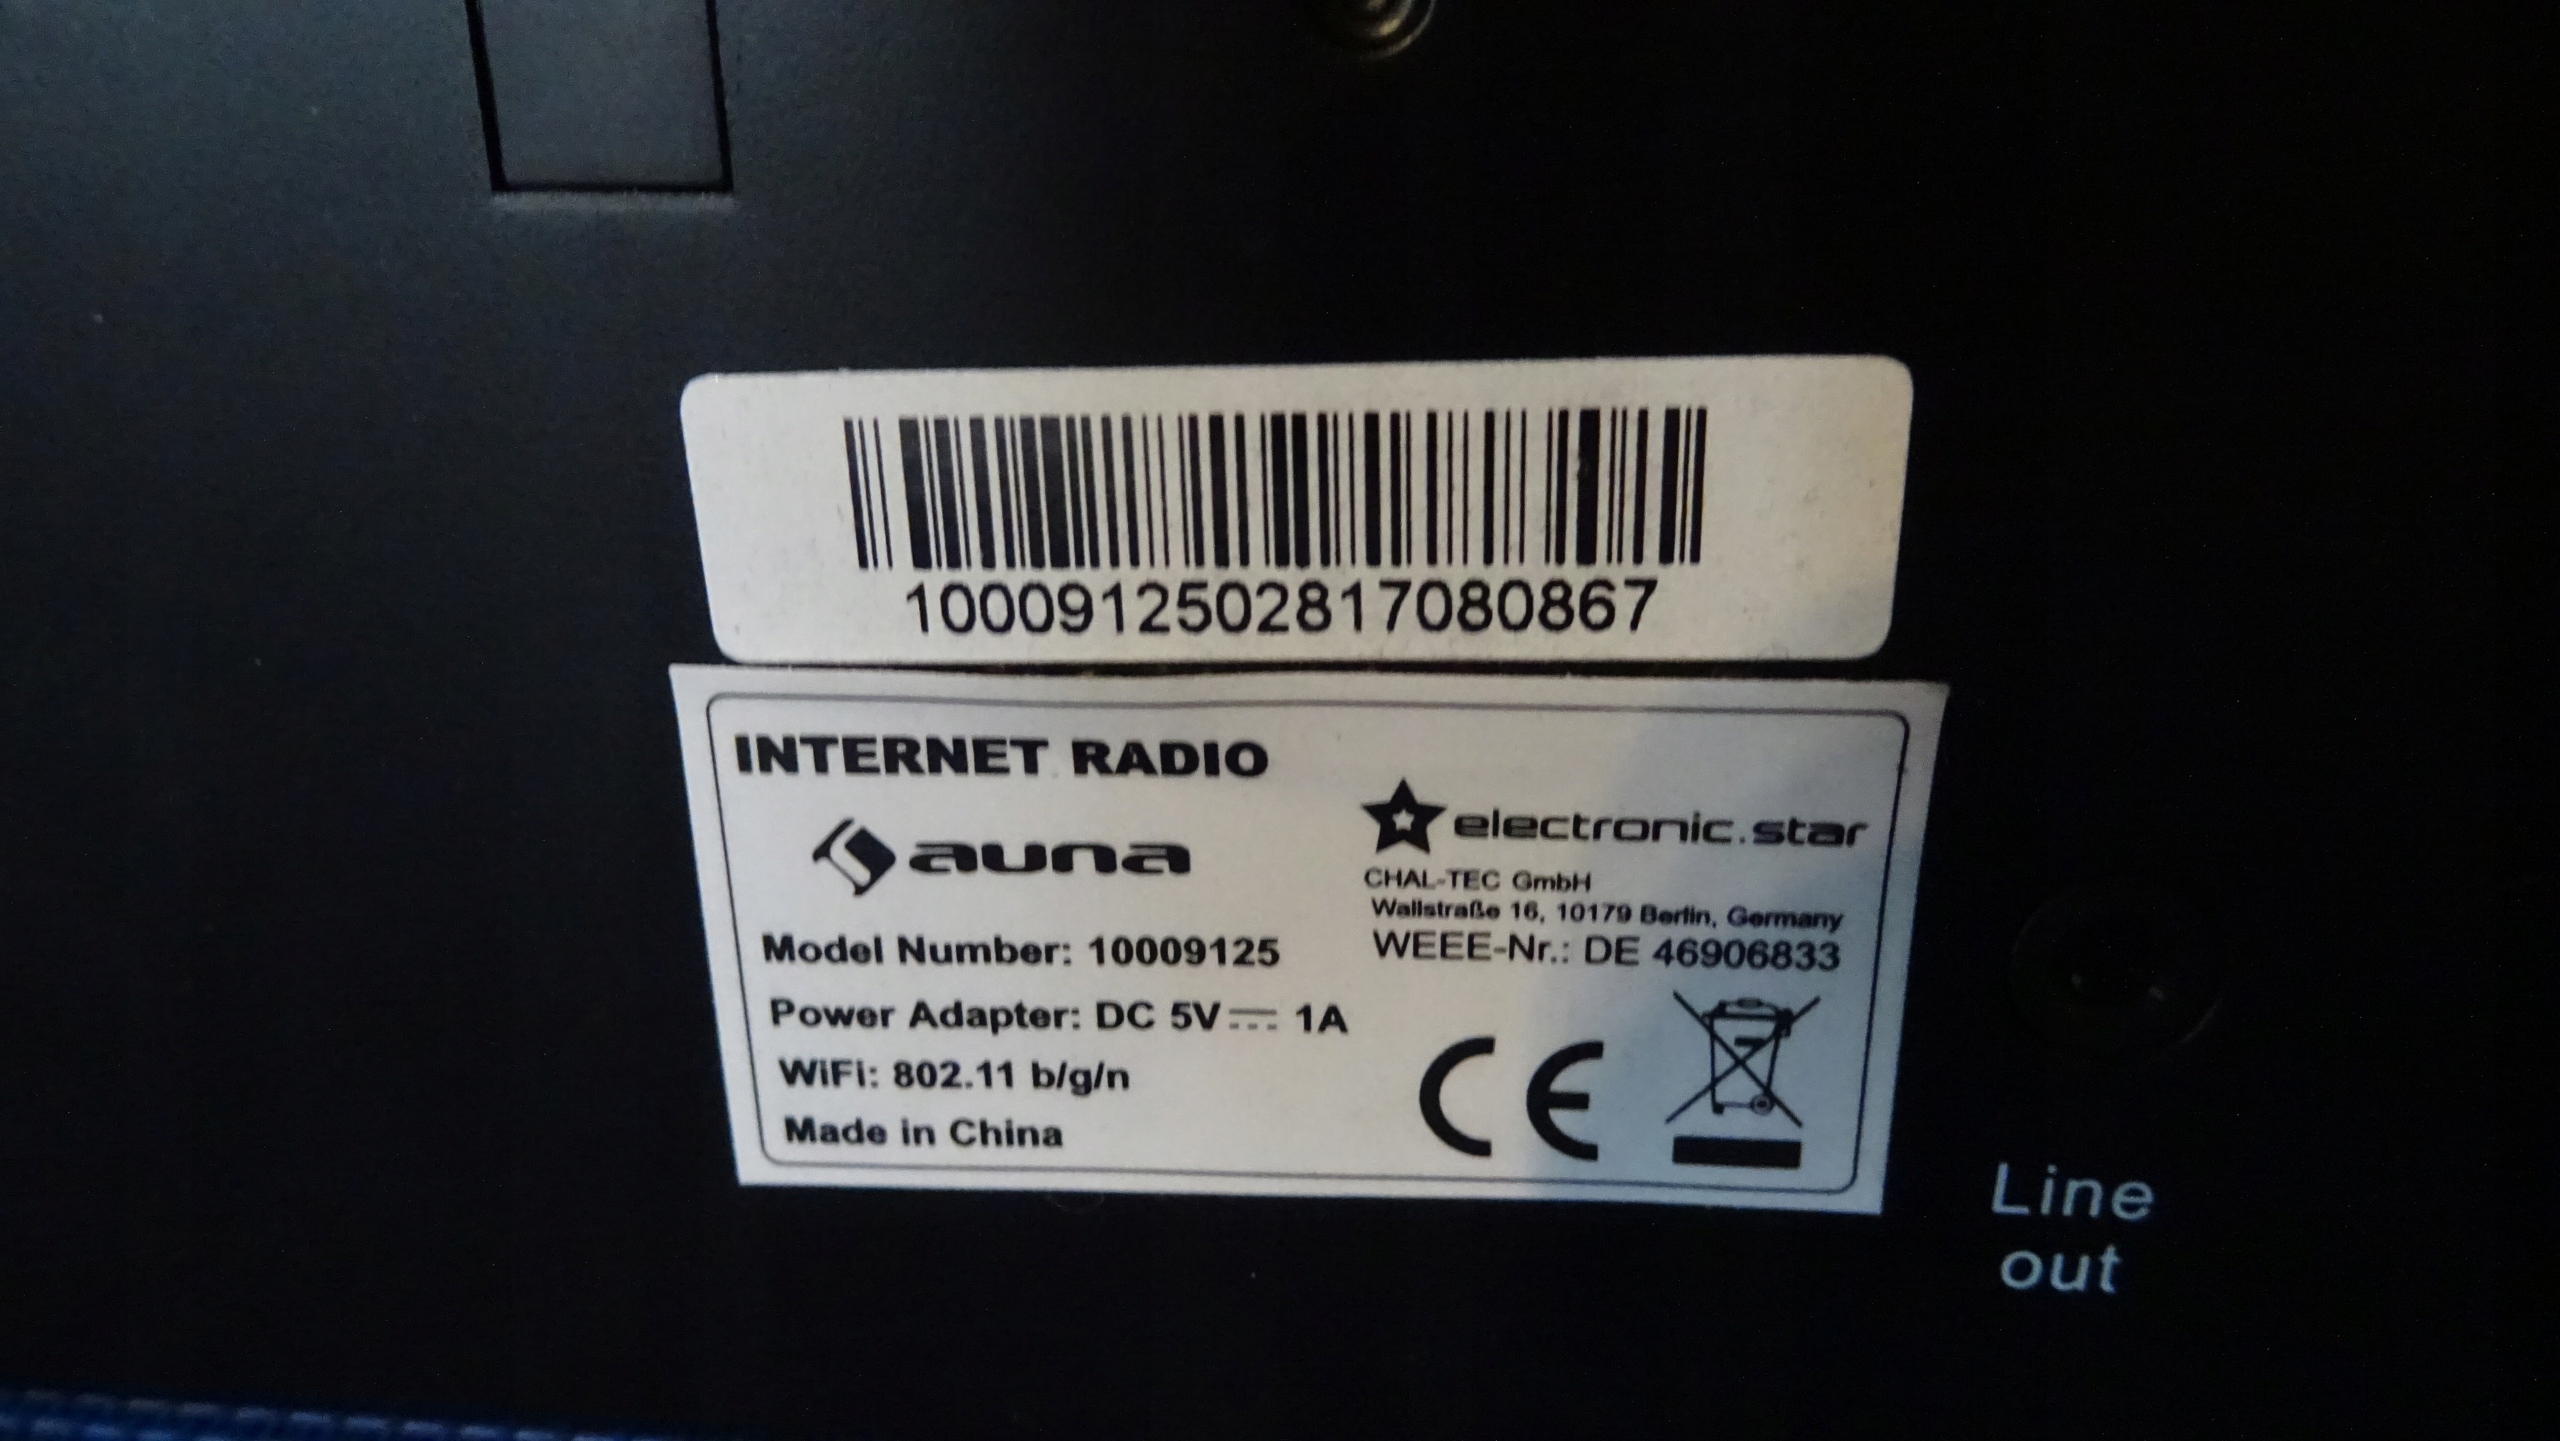 1000912502817080867
INTERNET RADIO
auna
Model Number: 10009125
Power Adapter: DC 5V⎓ 1A
WiFi: 802.11 b/g/n
Made in China
electronic.star
CHAL-TEC GmbH
Wallstraße 16, 10179 Berlin, Germany
WEEE-Nr.: DE 46906833
CE
Line
out